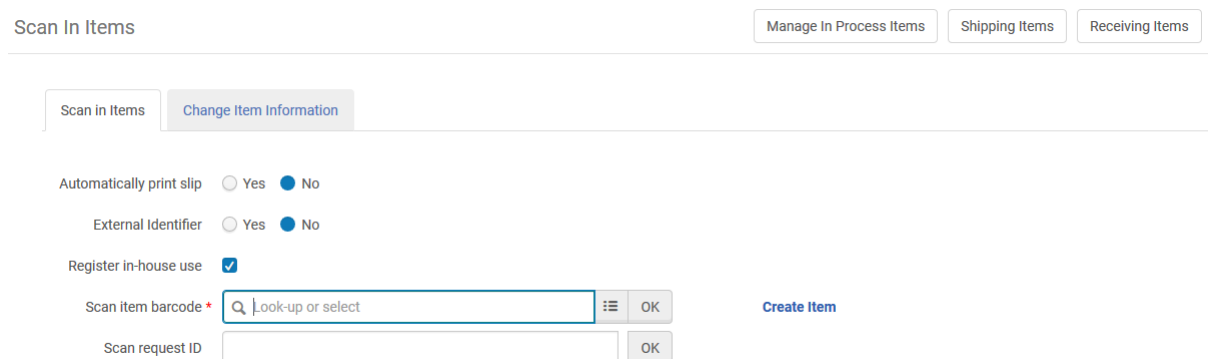 Scan In Items
Manage In Process Items
Shipping Items
Receiving Items
Scan in Items
Change Item Information
Automatically print slip Yes No
External Identifier Yes No
Register in-house use
Scan item barcode * Look-up or select OK Create Item
Scan request ID OK